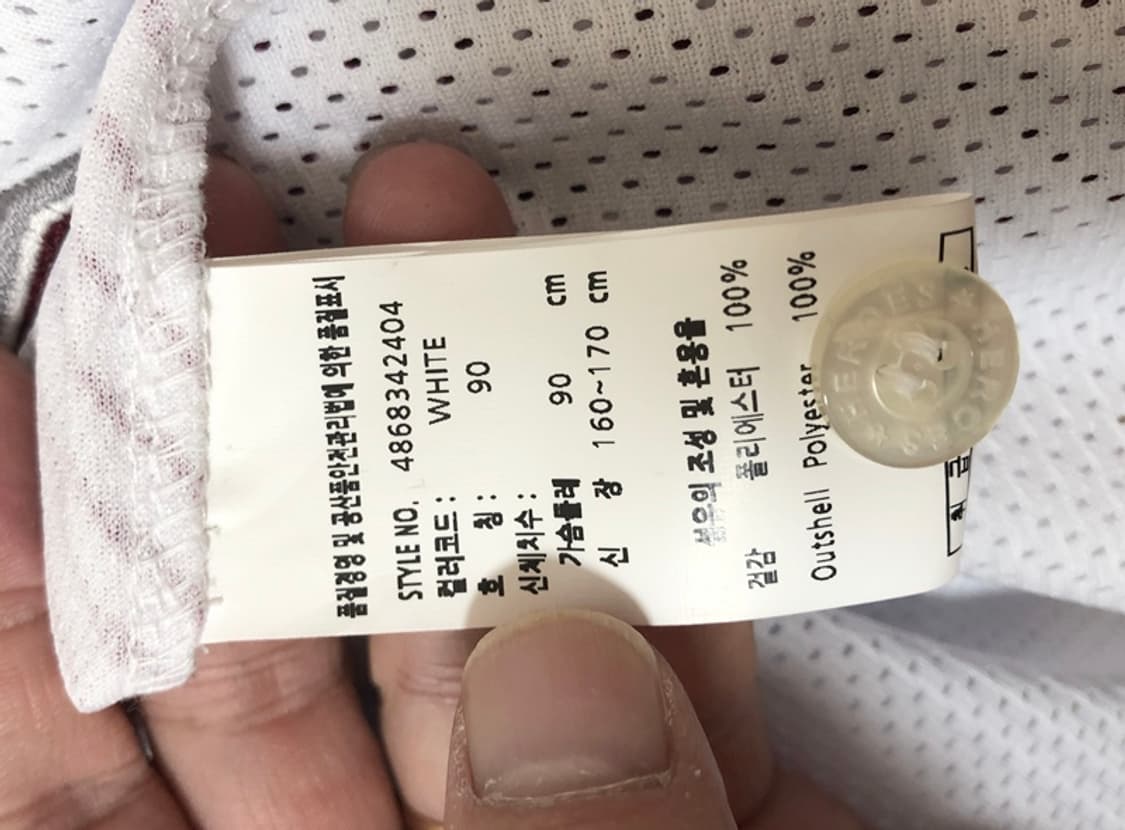 품질경영 및 공산품안전관리법에 의한 품질표시
STYLE NO. 4868342404
컬러코드 : WHITE
호 칭 : 90
신체치수 :
가슴둘레 90 cm
신 장 160~170 cm
섬유의 조성 및 혼용율
겉감 폴리에스터 100%
Outshell Polyester 100%